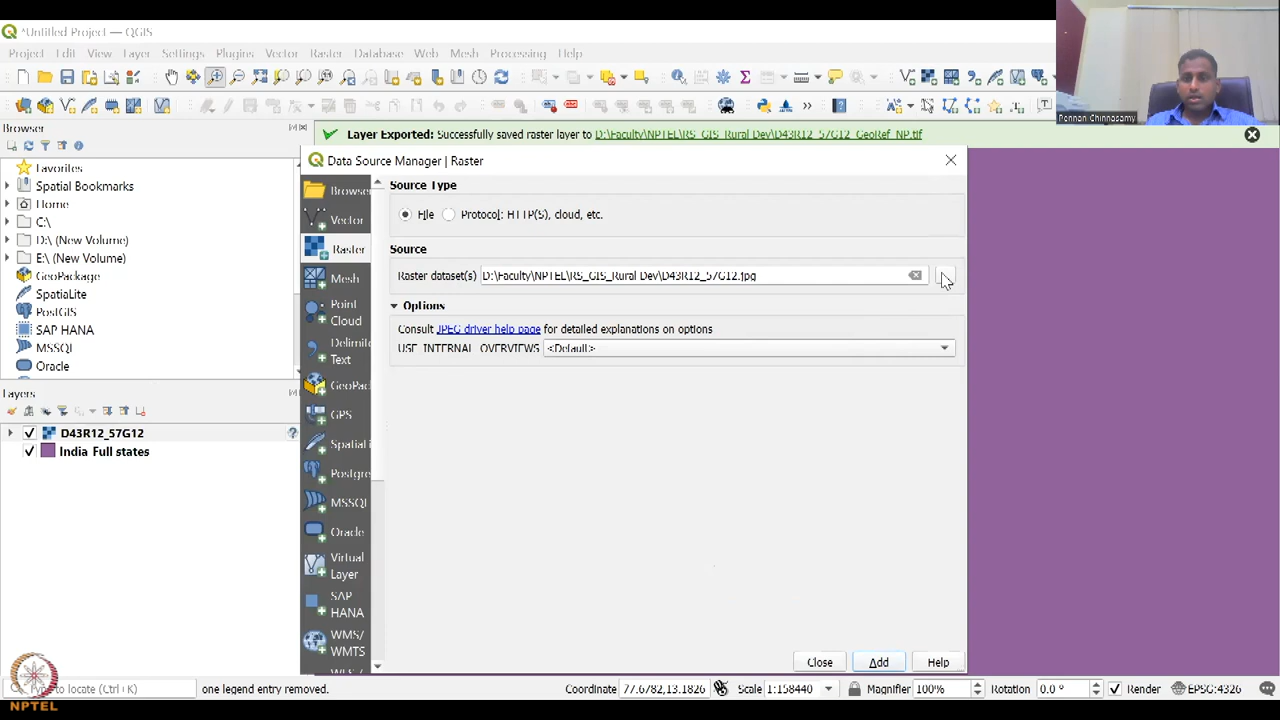 *Untitled Project — QGIS
Project Edit View Layer Settings Plugins Vector Raster Database Web Mesh Processing Help
Pennan Chinnasamy
Browser
Layer Exported: Successfully saved raster layer to D:\Faculty\NPTEL\RS_GIS_Rural Dev\D43R12_57G12_GeoRef_NP.tif
Favorites
Spatial Bookmarks
Home
C:\
D:\ (New Volume)
E:\ (New Volume)
GeoPackage
SpatiaLite
PostGIS
SAP HANA
MSSQL
Oracle
Layers
D43R12_57G12
India Full states
Data Source Manager | Raster
Browser
Vector
Raster
Mesh
Point
Cloud
Delimite
Text
GeoPack
GPS
SpatiaLi
Postgre
MSSQL
Oracle
Virtual
Layer
SAP
HANA
WMS/
WMTS
Source Type
File Protocol: HTTP(S), cloud, etc.
Source
Raster dataset(s) D:\Faculty\NPTEL\RS_GIS_Rural Dev\D43R12_57G12.jpg
Options
Consult JPEG driver help page for detailed explanations on options
USE_INTERNAL_OVERVIEWS <Default>
Close Add Help
Type to locate (Ctrl+K) one legend entry removed. Coordinate 77.6782,13.1826 Scale 1:158440 Magnifier 100% Rotation 0.0 ° Render EPSG:4326
NPTEL